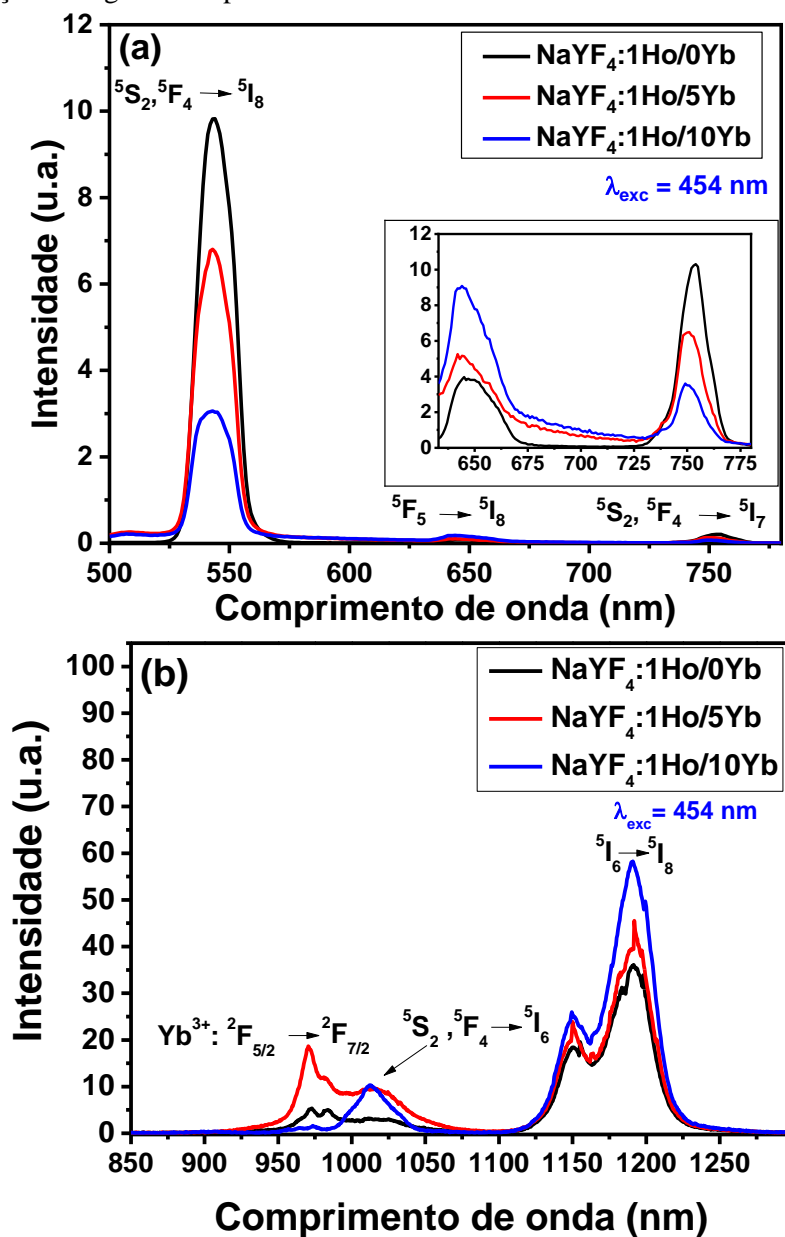 (a)
⁵S₂,⁵F₄ → ⁵I₈
NaYF₄:1Ho/0Yb
NaYF₄:1Ho/5Yb
NaYF₄:1Ho/10Yb
λexc = 454 nm
Intensidade (u.a.)
12
10
8
6
4
2
0
12
10
8
6
4
2
0
650 675 700 725 750 775
⁵F₅ → ⁵I₈
⁵S₂, ⁵F₄ → ⁵I₇
500 550 600 650 700 750
Comprimento de onda (nm)
(b)
NaYF₄:1Ho/0Yb
NaYF₄:1Ho/5Yb
NaYF₄:1Ho/10Yb
λexc= 454 nm
⁵I₆ → ⁵I₈
Yb³⁺: ²F5/2 → ²F7/2
⁵S₂ ,⁵F₄ → ⁵I₆
Intensidade (u.a.)
100
90
80
70
60
50
40
30
20
10
0
850 900 950 1000 1050 1100 1150 1200 1250
Comprimento de onda (nm)